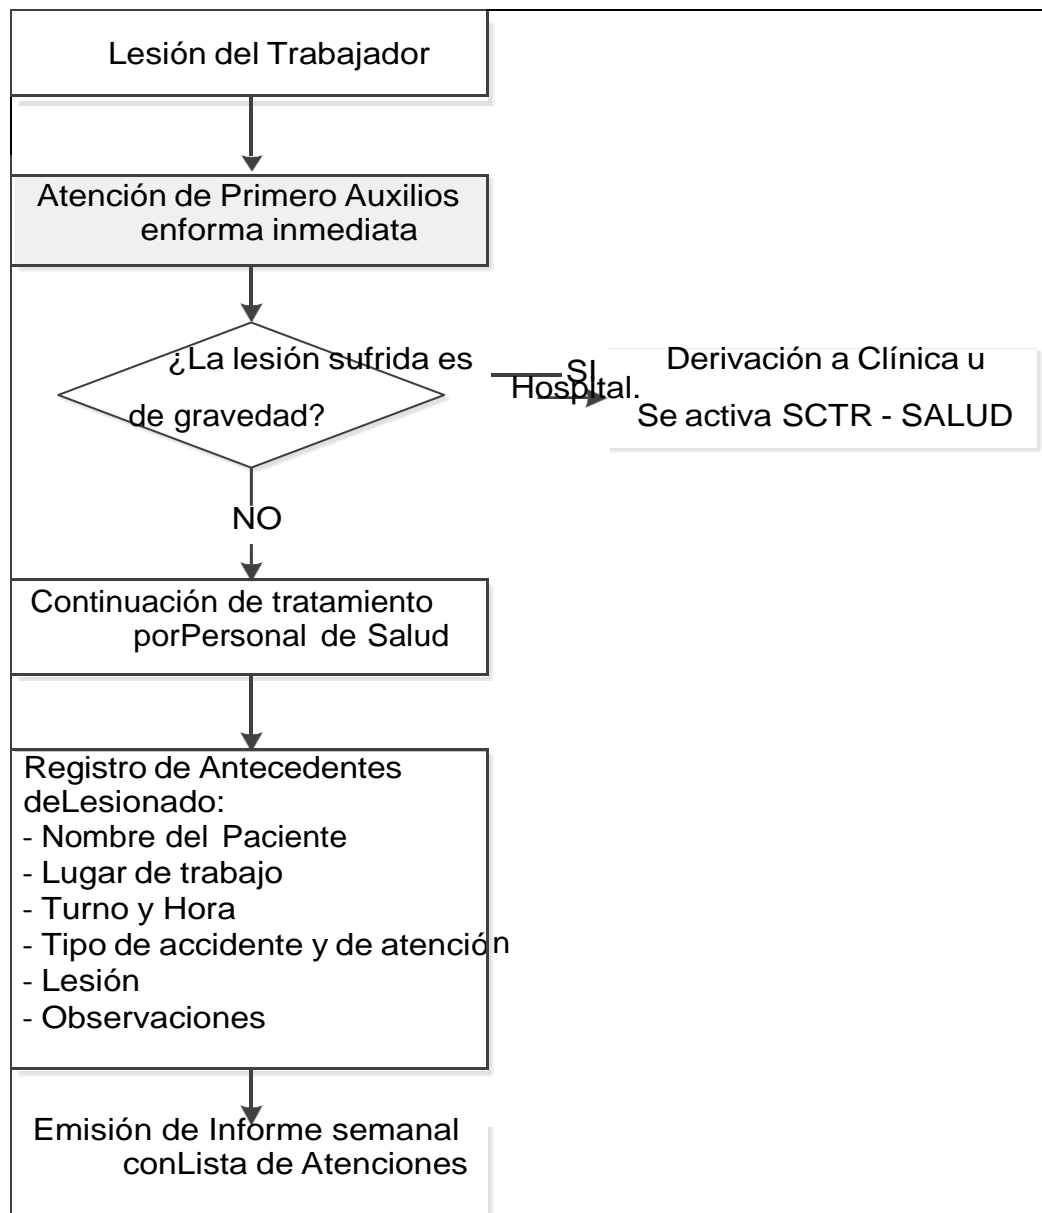 Lesión del Trabajador
Atención de Primero Auxilios
enforma inmediata
¿La lesión sufrida es
de gravedad?
SI
Derivación a Clínica u
Hospital.
Se activa SCTR - SALUD
NO
Continuación de tratamiento
porPersonal de Salud
Registro de Antecedentes
deLesionado:
- Nombre del Paciente
- Lugar de trabajo
- Turno y Hora
- Tipo de accidente y de atención
- Lesión
- Observaciones
Emisión de Informe semanal
conLista de Atenciones